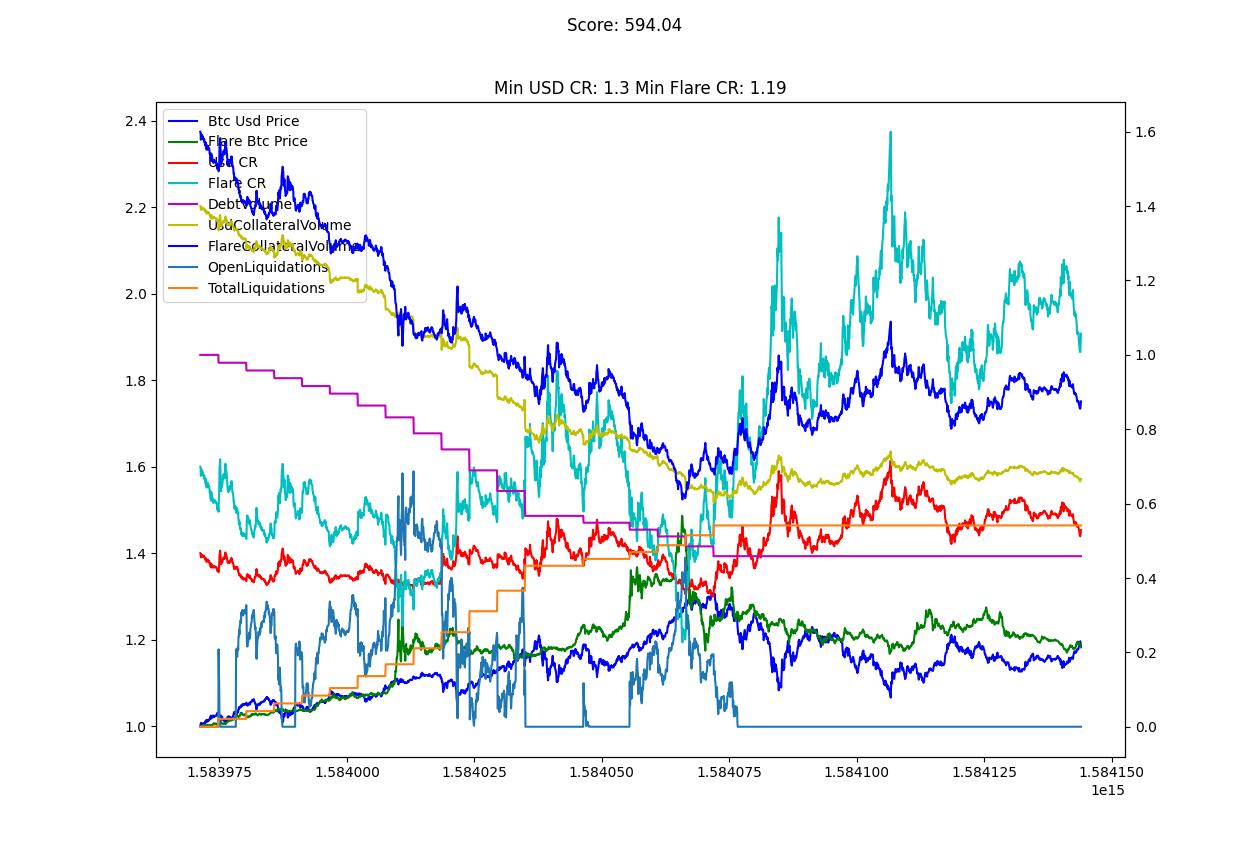 Score: 594.04
Min USD CR: 1.3 Min Flare CR: 1.19
Btc Usd Price
Flare Btc Price
Usd CR
Flare CR
DebtVolume
UsdCollateralVolume
FlareCollateralVolume
OpenLiquidations
TotalLiquidations
2.4
2.2
2.0
1.8
1.6
1.4
1.2
1.0
1.6
1.4
1.2
1.0
0.8
0.6
0.4
0.2
0.0
1.583975 1.584000 1.584025 1.584050 1.584075 1.584100 1.584125 1.584150
1e15